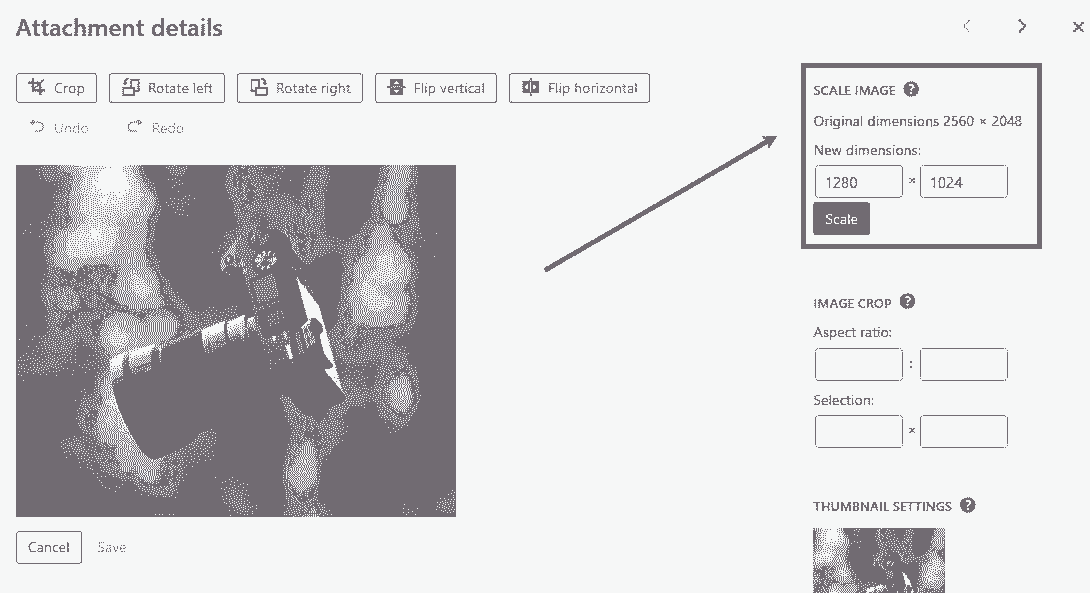 Attachment details
Crop Rotate left Rotate right Flip vertical Flip horizontal
Undo Redo
SCALE IMAGE ?
Original dimensions 2560 × 2048
New dimensions:
1280 × 1024
Scale
IMAGE CROP ?
Aspect ratio:
:
Selection:
×
THUMBNAIL SETTINGS ?
Cancel Save